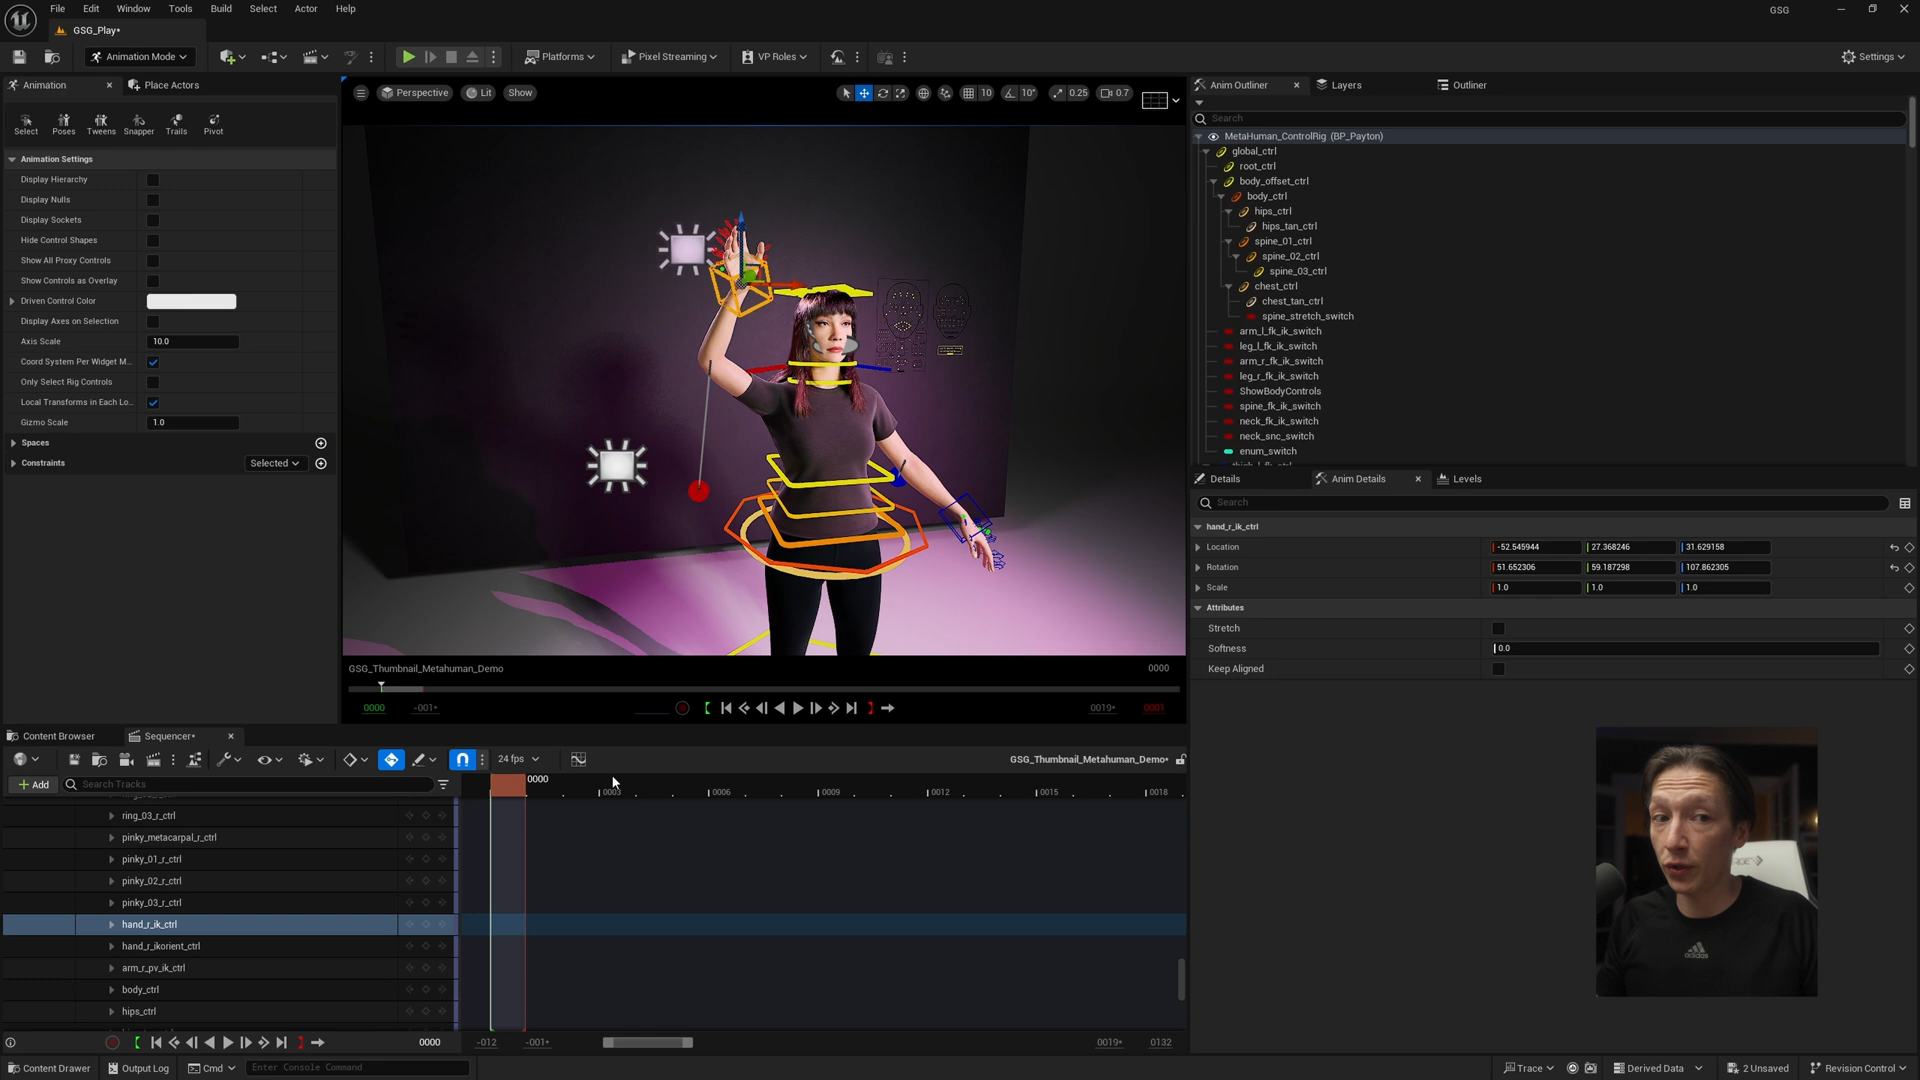 File Edit Window Tools Build Select Actor Help GSG
GSG_Play*
Animation Mode Platforms Pixel Streaming VP Roles Settings
Animation Place Actors
Select Poses Tweens Snapper Trails Pivot
Animation Settings
Display Hierarchy
Display Nulls
Display Sockets
Hide Control Shapes
Show All Proxy Controls
Show Controls as Overlay
Driven Control Color
Display Axes on Selection
Axis Scale 10.0
Coord System Per Widget M...
Only Select Rig Controls
Local Transforms in Each Lo...
Gizmo Scale 1.0
Spaces
Constraints Selected
Perspective Lit Show 10 10° 0.25 0.7
GSG_Thumbnail_Metahuman_Demo 0000
0000 -001* 0019* 0001
Anim Outliner Layers Outliner
Search
MetaHuman_ControlRig (BP_Payton)
global_ctrl
root_ctrl
body_offset_ctrl
body_ctrl
hips_ctrl
hips_tan_ctrl
spine_01_ctrl
spine_02_ctrl
spine_03_ctrl
chest_ctrl
chest_tan_ctrl
spine_stretch_switch
arm_l_fk_ik_switch
leg_l_fk_ik_switch
arm_r_fk_ik_switch
leg_r_fk_ik_switch
ShowBodyControls
spine_fk_ik_switch
neck_fk_ik_switch
neck_snc_switch
enum_switch
Details Anim Details Levels
Search
hand_r_ik_ctrl
Location -52.545944 27.368246 31.629158
Rotation 51.652306 59.187298 107.862305
Scale 1.0 1.0 1.0
Attributes
Stretch
Softness 0.0
Keep Aligned
adidas
Content Browser Sequencer*
24 fps GSG_Thumbnail_Metahuman_Demo*
Add Search Tracks
0000
0003 0006 0009 0012 0015 0018
ring_03_r_ctrl
pinky_metacarpal_r_ctrl
pinky_01_r_ctrl
pinky_02_r_ctrl
pinky_03_r_ctrl
hand_r_ik_ctrl
hand_r_ikorient_ctrl
arm_r_pv_ik_ctrl
body_ctrl
hips_ctrl
0000 -012 -001* 0019* 0132
Content Drawer Output Log Cmd Enter Console Command Trace Derived Data 2 Unsaved Revision Control